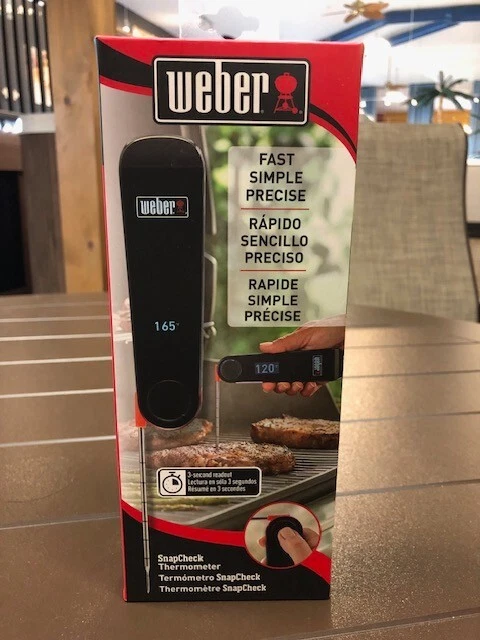 weber
FAST
SIMPLE
PRECISE
RÁPIDO
SENCILLO
PRECISO
RAPIDE
SIMPLE
PRÉCISE
weber
165°
120°
weber
3-second readout
Lectura en sólo 3 segundos
Résumé en 3 secondes
SnapCheck
Thermometer
Termómetro SnapCheck
Thermomètre SnapCheck